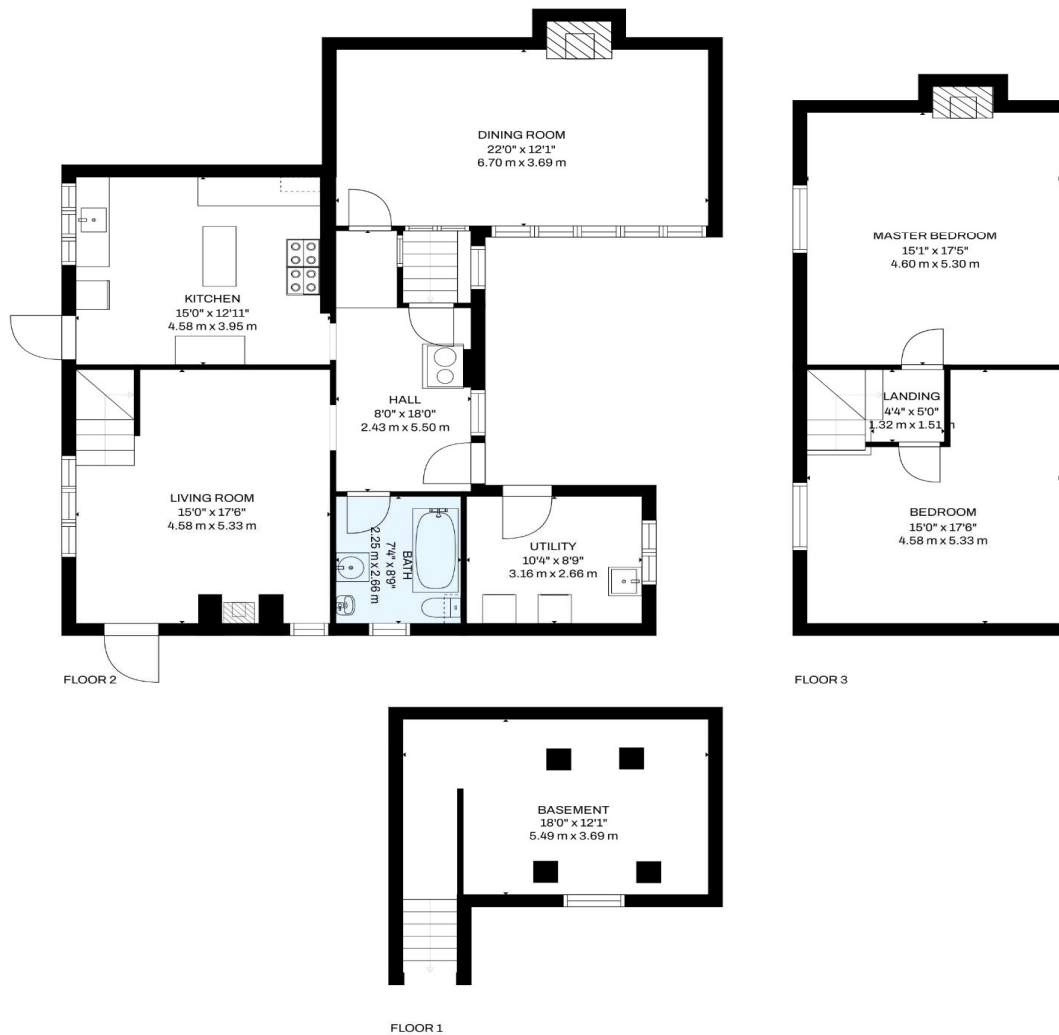 DINING ROOM
22'0" x 12'1"
6.70 m x 3.69 m
KITCHEN
15'0" x 12'11"
4.58 m x 3.95 m
HALL
8'0" x 18'0"
2.43 m x 5.50 m
LIVING ROOM
15'0" x 17'6"
4.58 m x 5.33 m
BATH
7'4" x 8'9"
2.25 m x 2.66 m
UTILITY
10'4" x 8'9"
3.16 m x 2.66 m
FLOOR 2
MASTER BEDROOM
15'1" x 17'5"
4.60 m x 5.30 m
LANDING
4'4" x 5'0"
1.32 m x 1.51 m
BEDROOM
15'0" x 17'6"
4.58 m x 5.33 m
FLOOR 3
BASEMENT
18'0" x 12'1"
5.49 m x 3.69 m
FLOOR 1